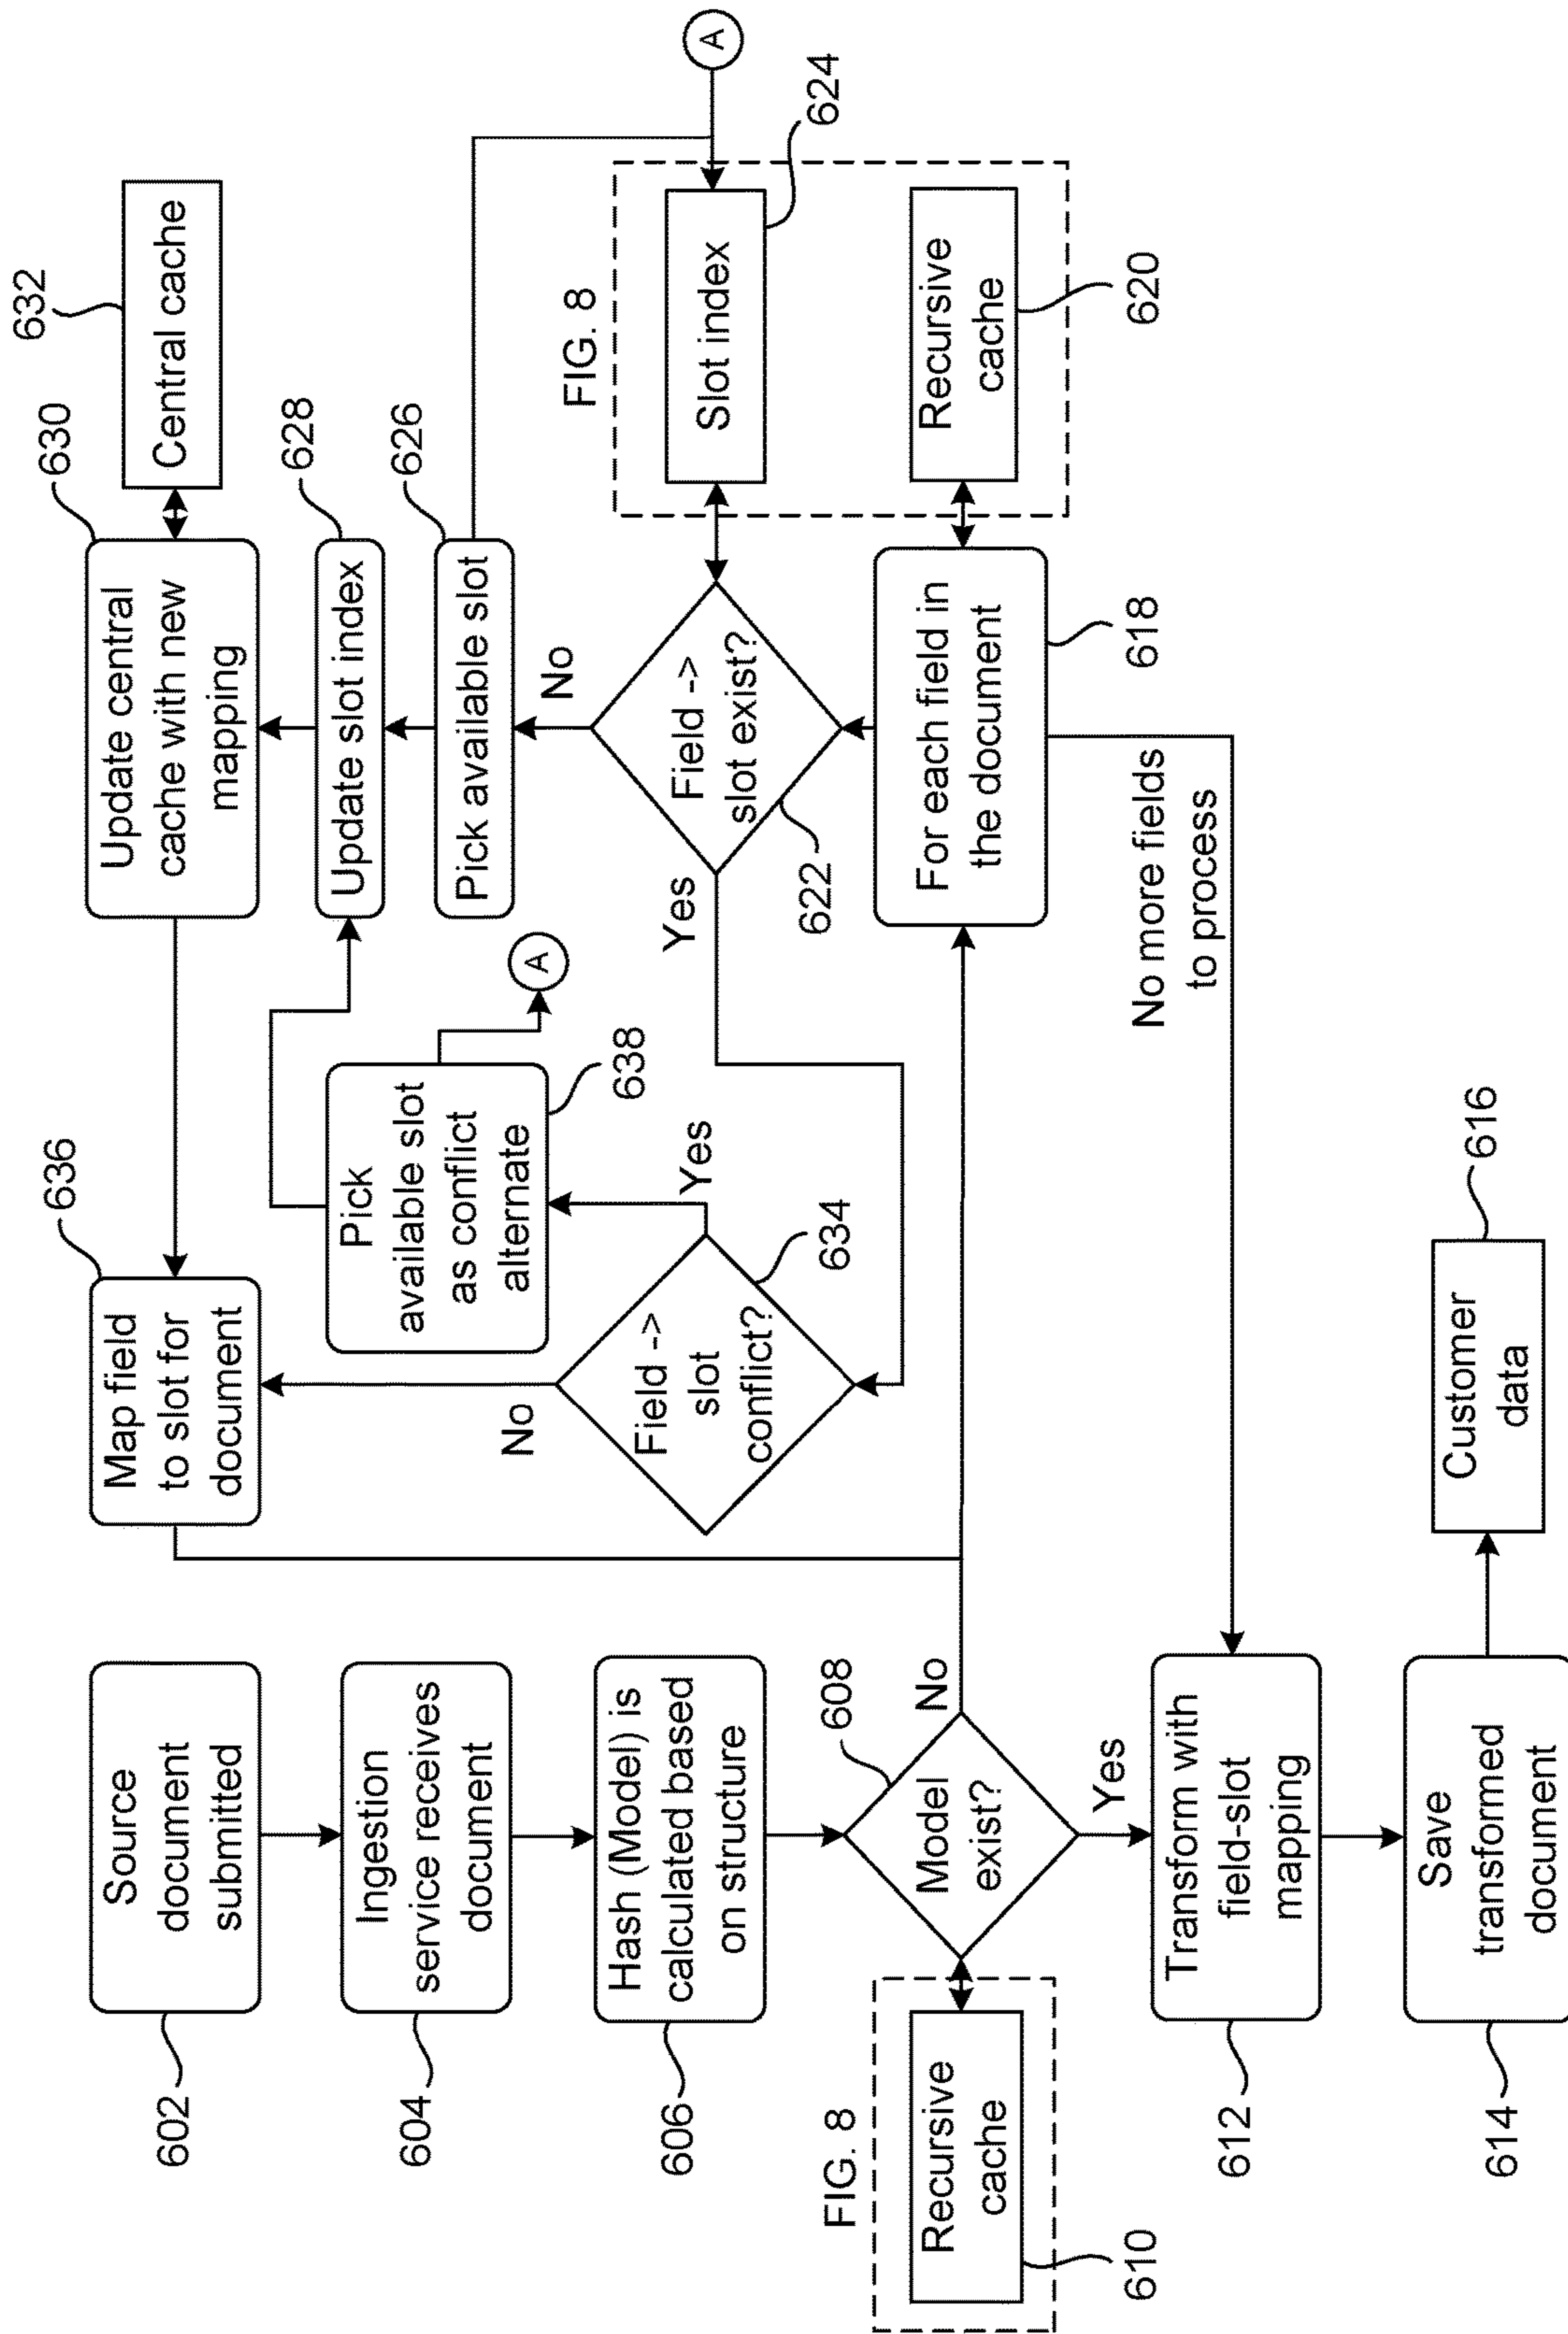 602
Source
document
submitted
604
Ingestion
service receives
document
606
Hash (Model) is
calculated based
on structure
608
Model
exist?
Yes
No
FIG. 8
Recursive
cache
610
612
Transform with
field-slot
mapping
614
Save
transformed
document
616
Customer
data
636
Map field
to slot for
document
No
Field ->
slot
conflict?
634
Yes
Pick
available slot
as conflict
alternate
638
A
630
Update central
cache with new
mapping
632
Central cache
628
Update slot index
626
Pick available slot
No
Yes
Field ->
slot exist?
622
For each field in
the document
618
No more fields
to process
FIG. 8
Slot index
624
Recursive
cache
620
A